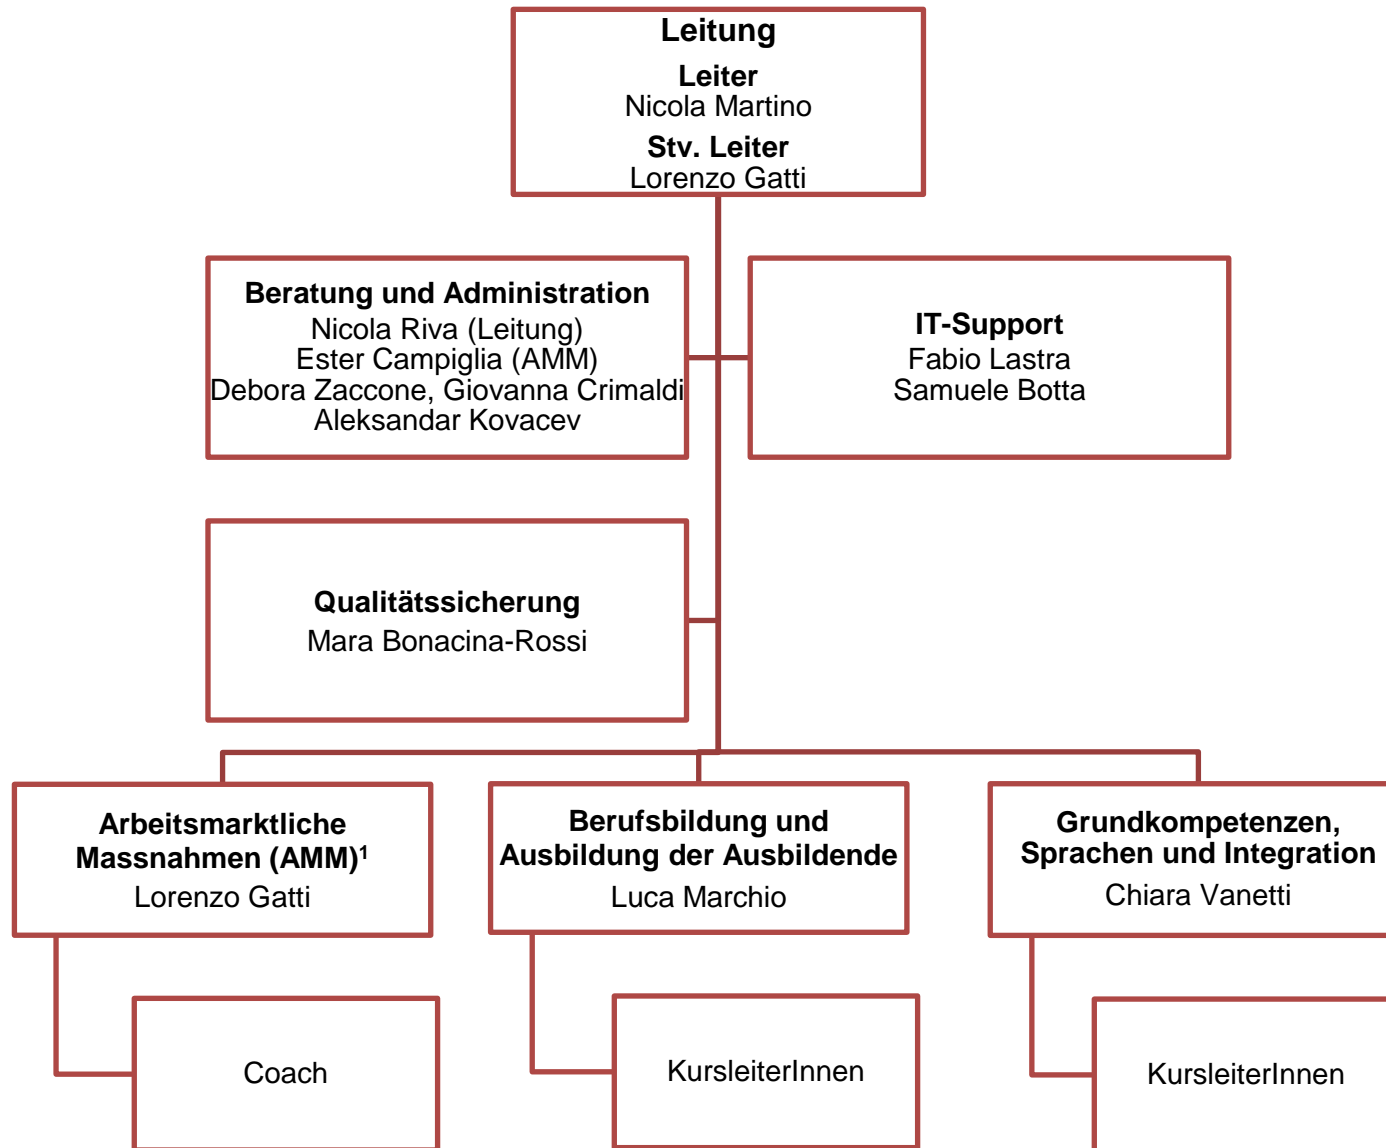 Leitung
Leiter
Nicola Martino
Stv. Leiter
Lorenzo Gatti
Beratung und Administration
Nicola Riva (Leitung)
Ester Campiglia (AMM)
Debora Zaccone, Giovanna Crimaldi
Aleksandar Kovacev
IT-Support
Fabio Lastra
Samuele Botta
Qualitätssicherung
Mara Bonacina-Rossi
Arbeitsmarktliche
Massnahmen (AMM)¹
Lorenzo Gatti
Berufsbildung und
Ausbildung der Ausbildende
Luca Marchio
Grundkompetenzen,
Sprachen und Integration
Chiara Vanetti
Coach
KursleiterInnen
KursleiterInnen